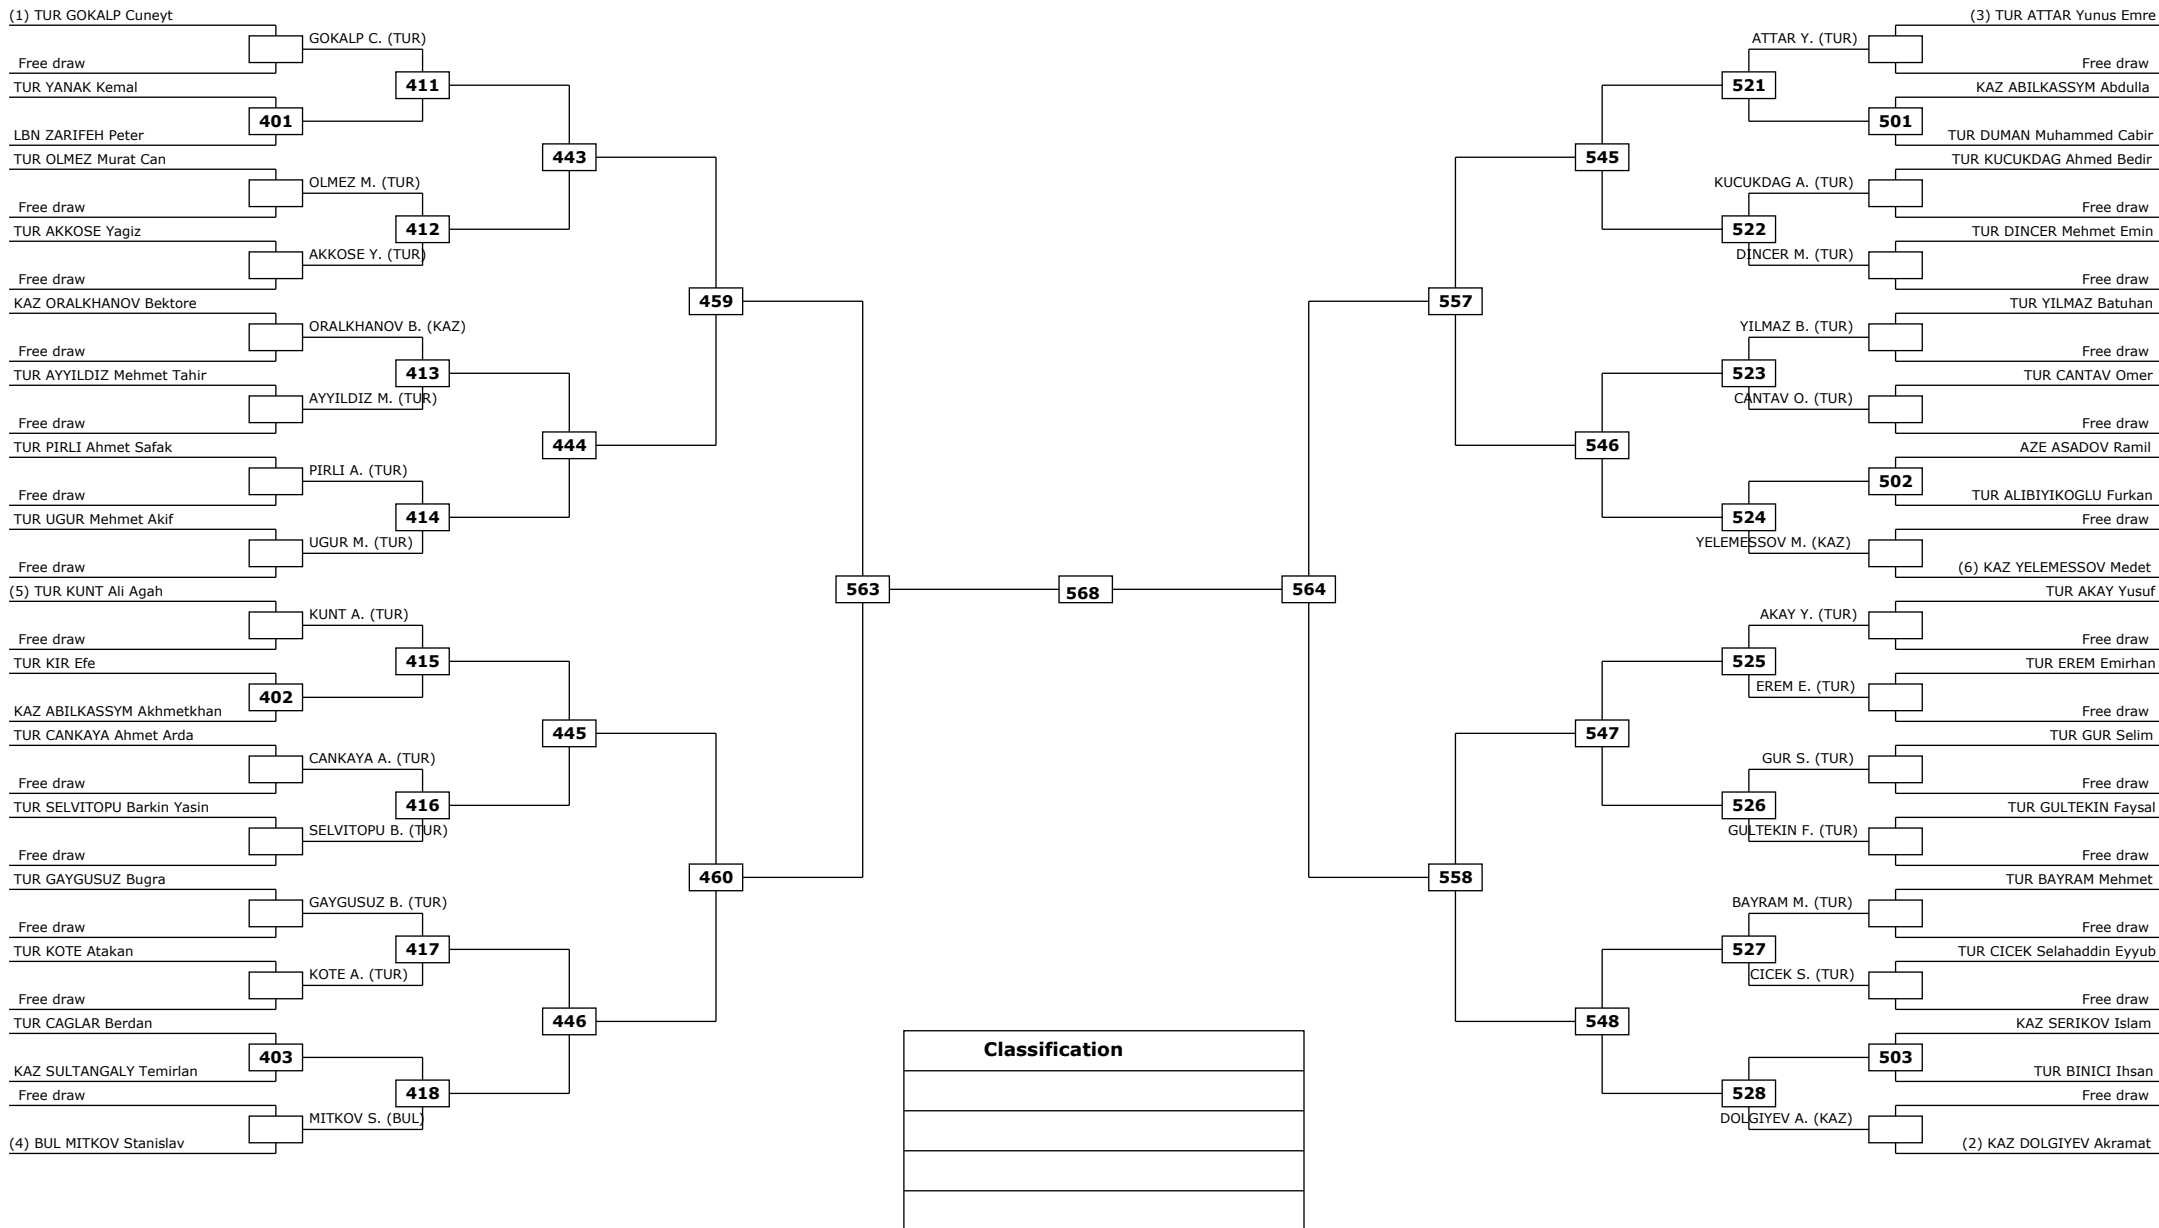 (1) TUR GOKALP Cuneyt
GOKALP C. (TUR)
Free draw
TUR YANAK Kemal
411
401
LBN ZARIFEH Peter
TUR OLMEZ Murat Can
443
OLMEZ M. (TUR)
Free draw
TUR AKKOSE Yagiz
412
AKKOSE Y. (TUR)
Free draw
KAZ ORALKHANOV Bektore
459
ORALKHANOV B. (KAZ)
Free draw
TUR AYYILDIZ Mehmet Tahir
413
AYYILDIZ M. (TUR)
Free draw
TUR PIRLI Ahmet Safak
444
PIRLI A. (TUR)
Free draw
TUR UGUR Mehmet Akif
414
UGUR M. (TUR)
Free draw
(5) TUR KUNT Ali Agah
563
KUNT A. (TUR)
Free draw
TUR KIR Efe
415
402
KAZ ABILKASSYM Akhmetkhan
TUR CANKAYA Ahmet Arda
445
CANKAYA A. (TUR)
Free draw
TUR SELVITOPU Barkin Yasin
416
SELVITOPU B. (TUR)
Free draw
TUR GAYGUSUZ Bugra
460
GAYGUSUZ B. (TUR)
Free draw
TUR KOTE Atakan
417
KOTE A. (TUR)
Free draw
TUR CAGLAR Berdan
446
403
KAZ SULTANGALY Temirlan
Free draw
418
MITKOV S. (BUL)
(4) BUL MITKOV Stanislav
568
(3) TUR ATTAR Yunus Emre
ATTAR Y. (TUR)
Free draw
KAZ ABILKASSYM Abdulla
521
501
TUR DUMAN Muhammed Cabir
TUR KUCUKDAG Ahmed Bedir
545
KUCUKDAG A. (TUR)
Free draw
TUR DINCER Mehmet Emin
522
DINCER M. (TUR)
Free draw
TUR YILMAZ Batuhan
557
YILMAZ B. (TUR)
Free draw
TUR CANTAV Omer
523
CANTAV O. (TUR)
Free draw
AZE ASADOV Ramil
546
502
TUR ALIBIYIKOGLU Furkan
Free draw
524
YELEMESSOV M. (KAZ)
(6) KAZ YELEMESSOV Medet
TUR AKAY Yusuf
564
AKAY Y. (TUR)
Free draw
TUR EREM Emirhan
525
EREM E. (TUR)
Free draw
TUR GUR Selim
547
GUR S. (TUR)
Free draw
TUR GULTEKIN Faysal
526
GULTEKIN F. (TUR)
Free draw
TUR BAYRAM Mehmet
558
BAYRAM M. (TUR)
Free draw
TUR CICEK Selahaddin Eyyub
527
CICEK S. (TUR)
Free draw
KAZ SERIKOV Islam
548
503
TUR BINICI Ihsan
Free draw
528
DOLGIYEV A. (KAZ)
(2) KAZ DOLGIYEV Akramat
Classification